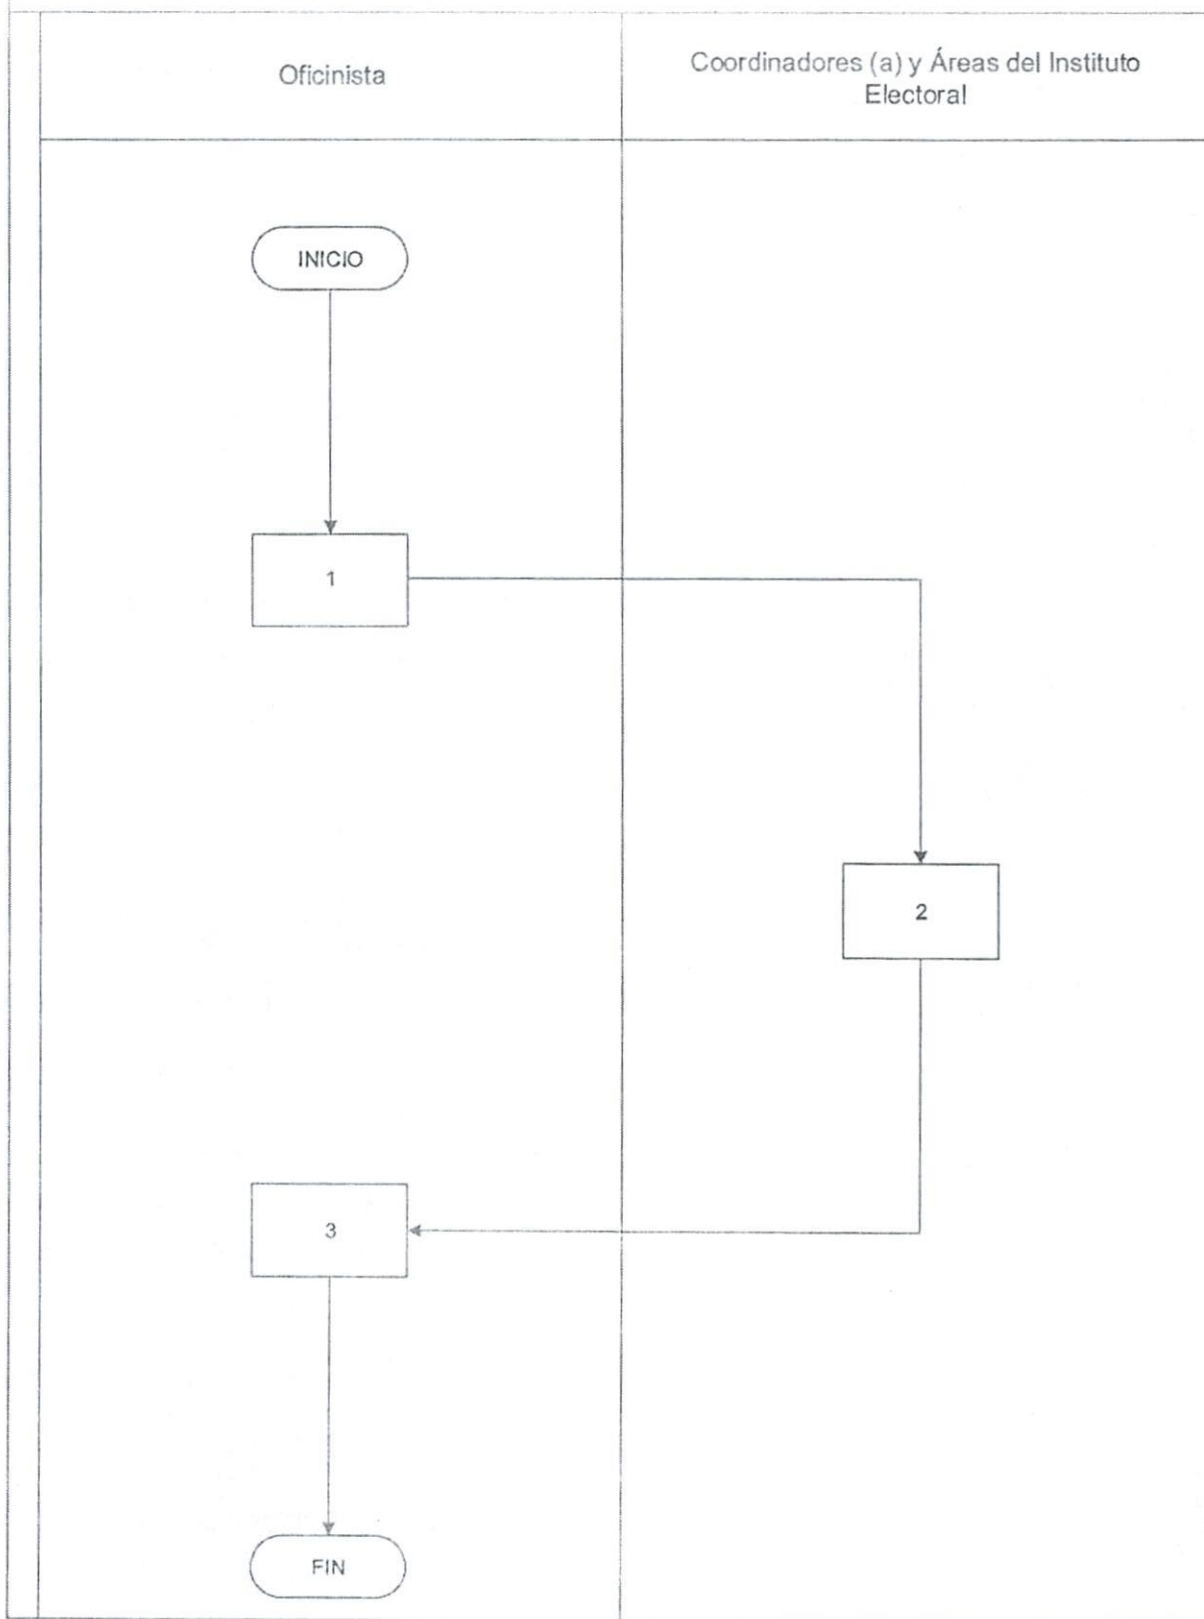 Oficinista
Coordinadores (a) y Áreas del Instituto
Electoral
INICIO
1
2
3
FIN